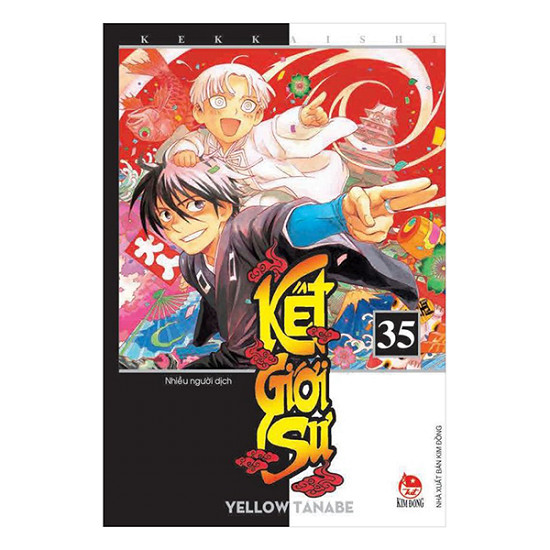 KEKKAISHI
KẾT
GIỚI
SƯ
35
Nhiều người dịch
YELLOW TANABE
KIM ĐỒNG
NHÀ XUẤT BẢN KIM ĐỒNG